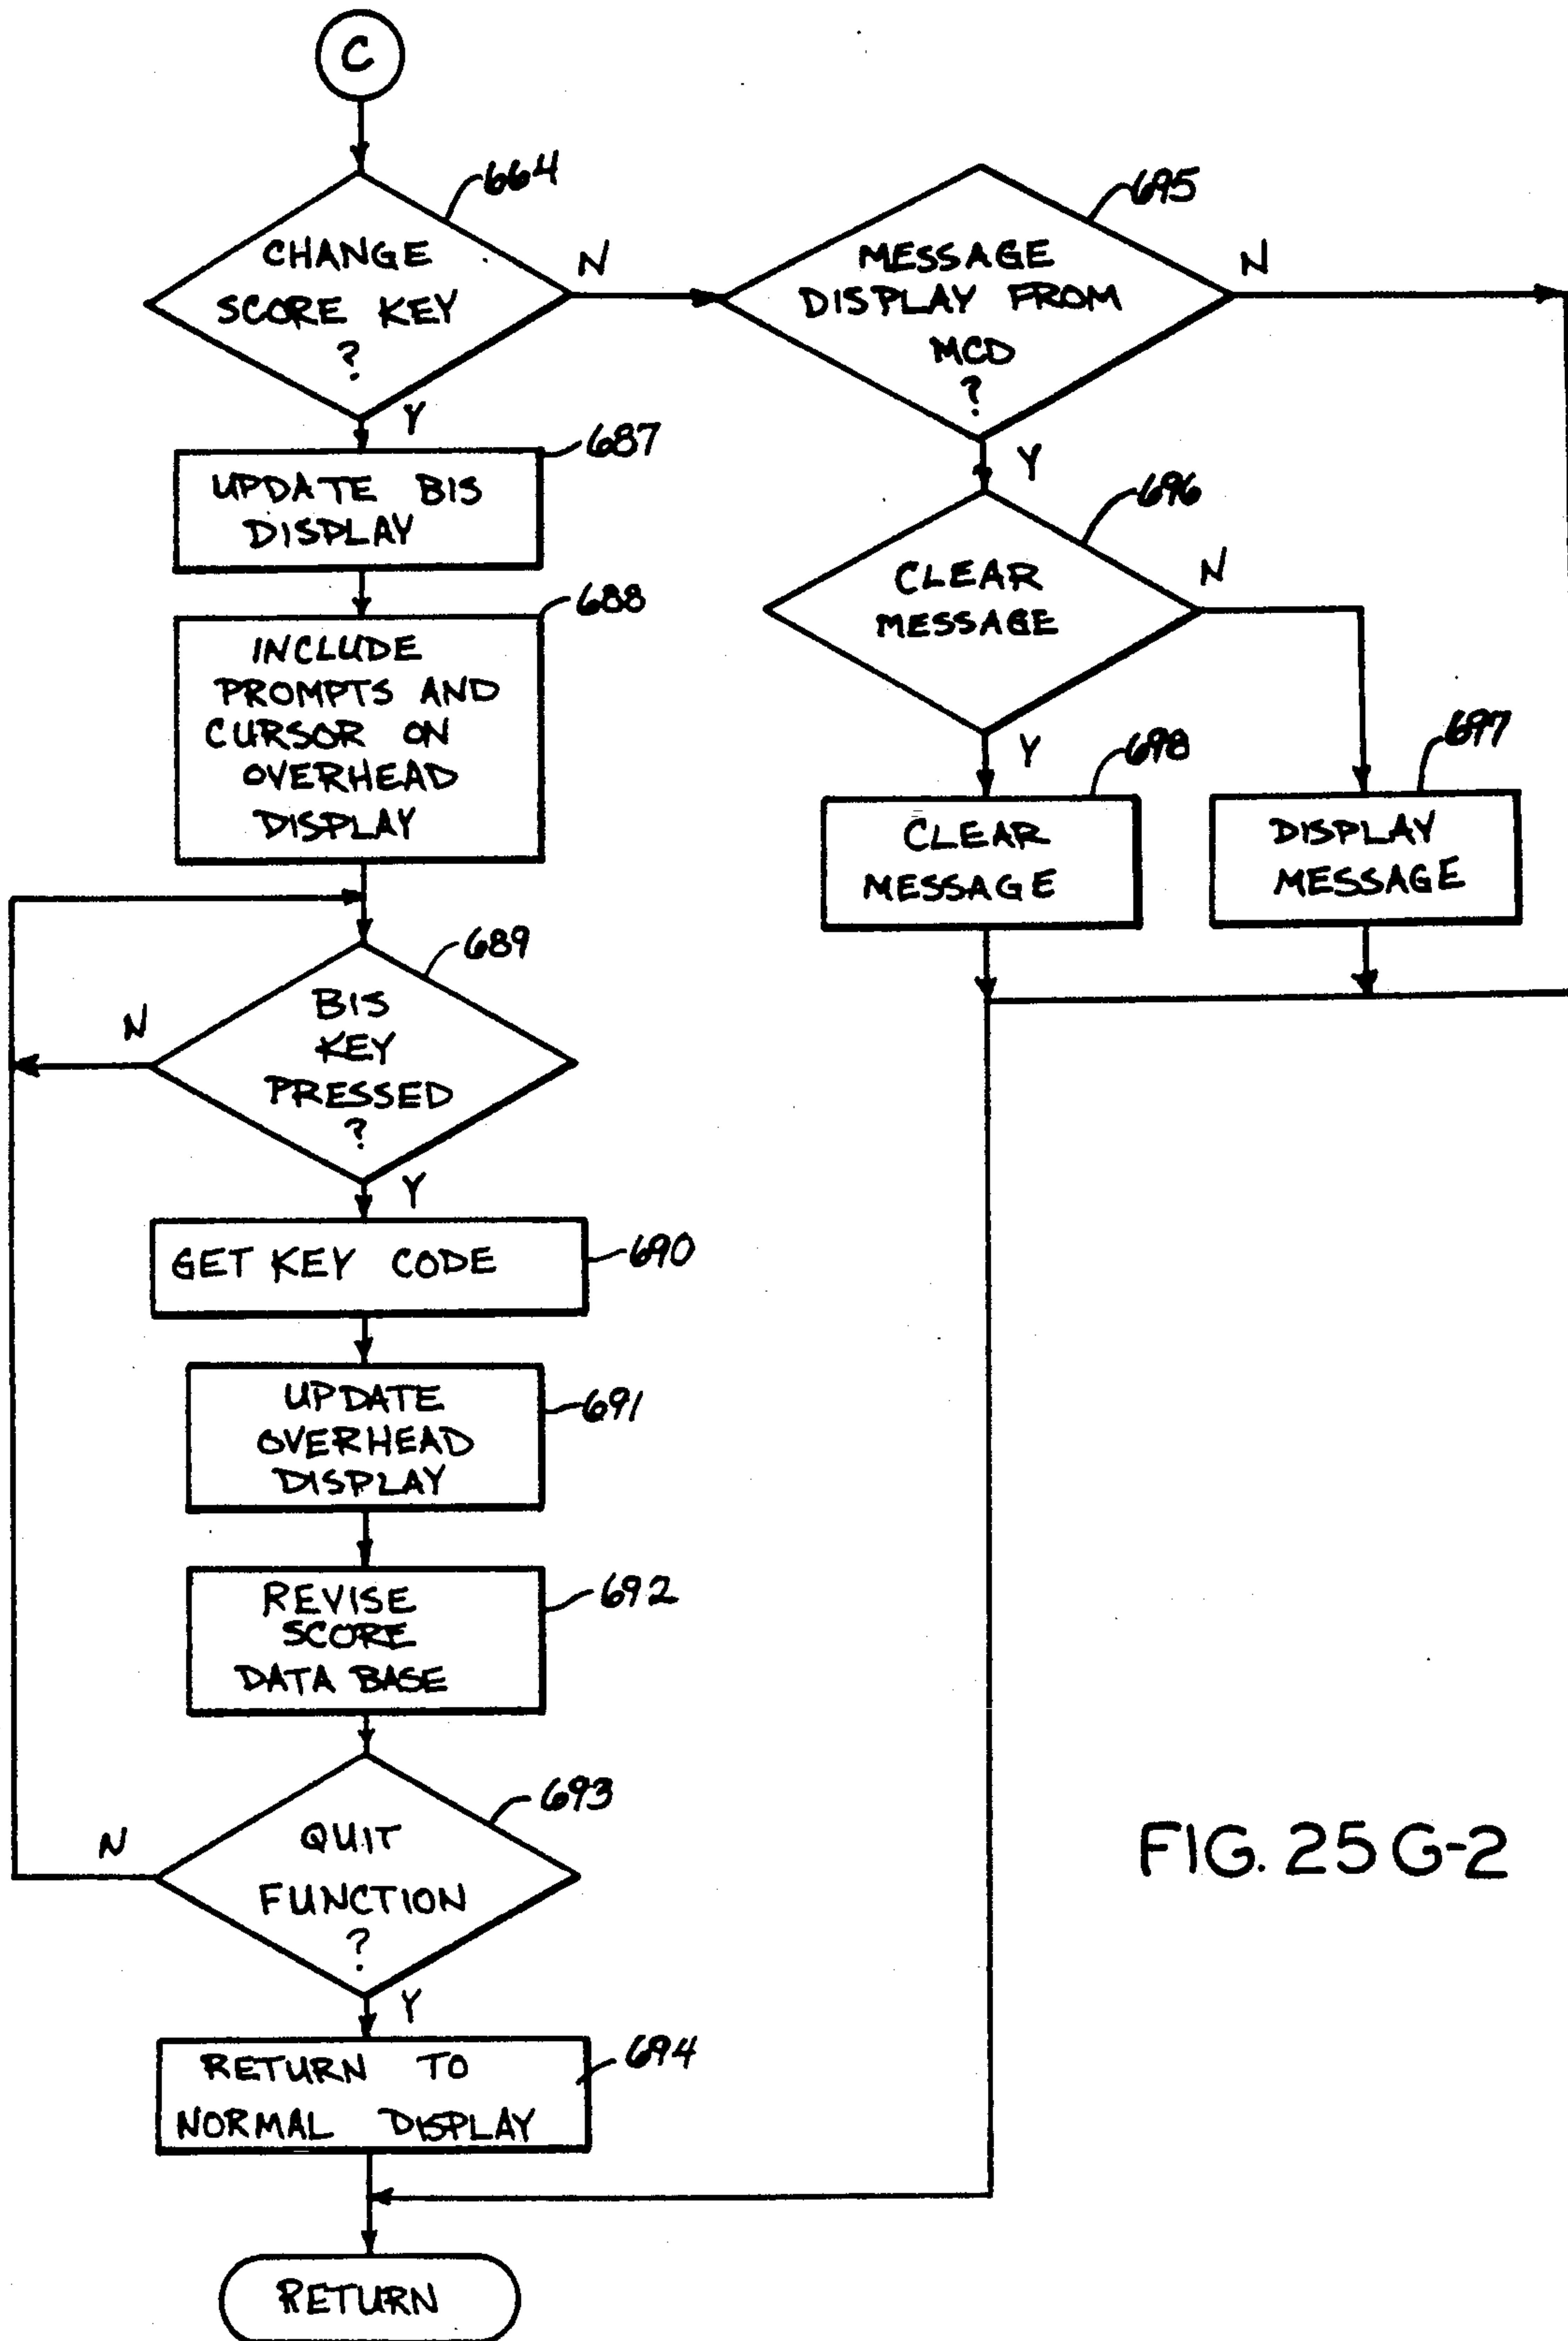 C
664
CHANGE
SCORE KEY
?
N
Y
687
UPDATE BIS
DISPLAY
688
INCLUDE
PROMPTS AND
CURSOR ON
OVERHEAD
DISPLAY
689
BIS
KEY
PRESSED
?
N
Y
GET KEY CODE
690
UPDATE
OVERHEAD
DISPLAY
691
REVISE
SCORE
DATA BASE
692
693
QUIT
FUNCTION
?
N
Y
RETURN TO
NORMAL DISPLAY
694
RETURN
695
MESSAGE
DISPLAY FROM
MCD
?
N
Y
696
CLEAR
MESSAGE
N
Y
698
CLEAR
MESSAGE
697
DISPLAY
MESSAGE
FIG. 25 G-2